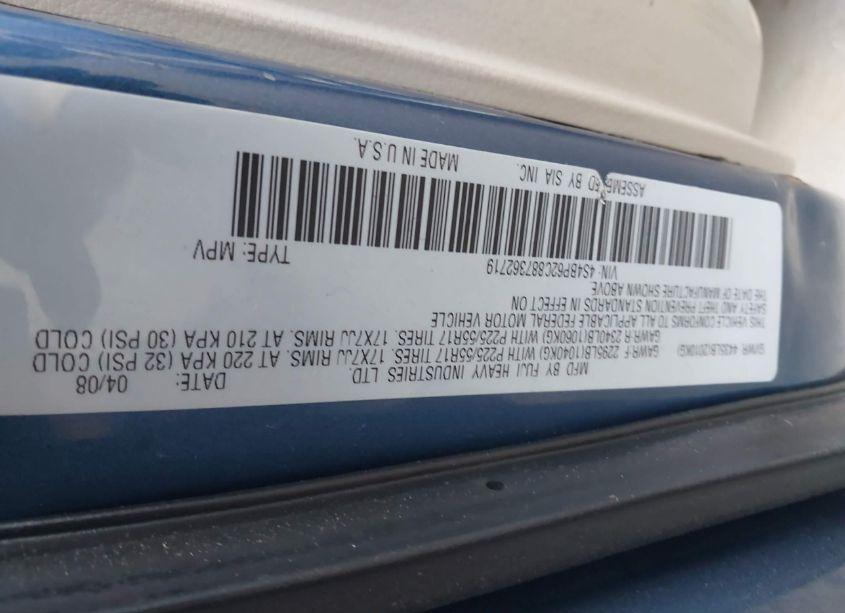 MFD BY FUJI HEAVY INDUSTRIES LTD. DATE: 04/08
GVWR 4435LB(2010KG) GAWR-F 2295LB(1040KG) WITH P225/55R17 TIRES. 17X7JJ RIMS. AT 220 KPA (32 PSI) COLD
GAWR-R 2340LB(1060KG) WITH P225/55R17 TIRES. 17X7JJ RIMS. AT 210 KPA (30 PSI) COLD
THIS VEHICLE CONFORMS TO ALL APPLICABLE FEDERAL MOTOR VEHICLE
SAFETY AND THEFT PREVENTION STANDARDS IN EFFECT ON
THE DATE OF MANUFACTURE SHOWN ABOVE
VIN: 4S4BP62C887362719 TYPE: MPV
BY SIA INC. MADE IN U.S.A.